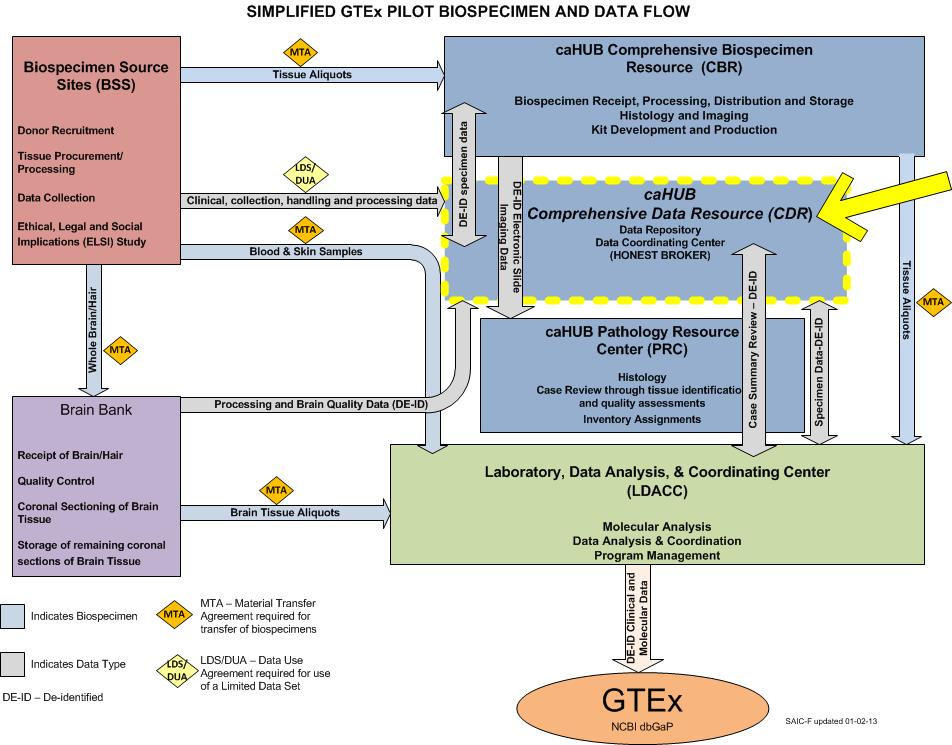 SIMPLIFIED GTEx PILOT BIOSPECIMEN AND DATA FLOW
Biospecimen Source
Sites (BSS)
Donor Recruitment
Tissue Procurement/
Processing
Data Collection
Ethical, Legal and Social
Implications (ELSI) Study
MTA
Tissue Aliquots
LDS/
DUA
Clinical, collection, handling and processing data
MTA
Blood & Skin Samples
caHUB Comprehensive Biospecimen
Resource (CBR)
Biospecimen Receipt, Processing, Distribution and Storage
Histology and Imaging
Kit Development and Production
DE-ID specimen data
DE-ID Electronic Slide
Imaging Data
caHUB
Comprehensive Data Resource (CDR)
Data Repository
Data Coordinating Center
(HONEST BROKER)
Tissue Aliquots
MTA
Whole Brain/Hair
MTA
caHUB Pathology Resource
Center (PRC)
Histology
Case Review through tissue identificatio
and quality assessments
Inventory Assignments
Case Summary Review – DE-ID
Specimen Data-DE-ID
Brain Bank
Receipt of Brain/Hair
Quality Control
Coronal Sectioning of Brain
Tissue
Storage of remaining coronal
sections of Brain Tissue
Processing and Brain Quality Data (DE-ID)
MTA
Brain Tissue Aliquots
Laboratory, Data Analysis, & Coordinating Center
(LDACC)
Molecular Analysis
Data Analysis & Coordination
Program Management
DE-ID Clinical and
Molecular Data
GTEx
NCBI dbGaP
Indicates Biospecimen
MTA
MTA – Material Transfer
Agreement required for
transfer of biospecimens
Indicates Data Type
LDS/
DUA
LDS/DUA – Data Use
Agreement required for use
of a Limited Data Set
DE-ID – De-identified
SAIC-F updated 01-02-13